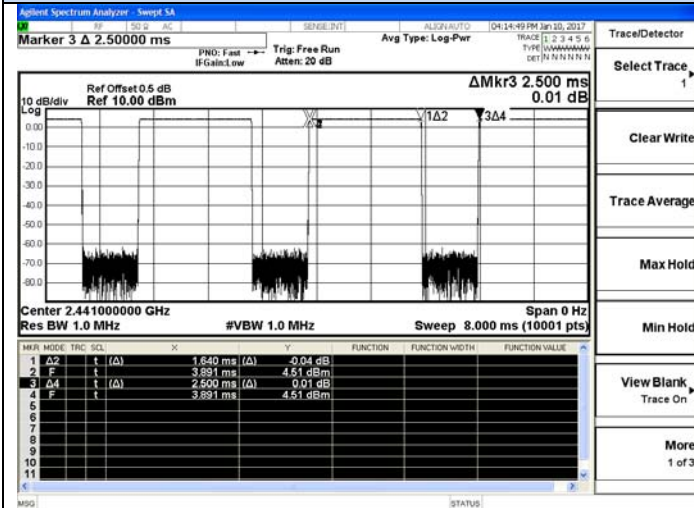 Agilent Spectrum Analyzer - Swept SA
RF 50 Ω AC SENSE:INT ALIGN AUTO 04:14:49 PM Jan 10, 2017
Marker 3 Δ 2.50000 ms
PNO: Fast Trig: Free Run Avg Type: Log-Pwr TRACE 1 2 3 4 5 6
IFGain:Low Atten: 20 dB TYPE WWWWWW
DET N N N N N N
Ref Offset 0.5 dB ΔMkr3 2.500 ms
10 dB/div Ref 10.00 dBm 0.01 dB
Log
1Δ2 3Δ4
0.00
-10.0
-20.0
-30.0
-40.0
-50.0
-60.0
-70.0
-80.0
Center 2.441000000 GHz Span 0 Hz
Res BW 1.0 MHz #VBW 1.0 MHz Sweep 8.000 ms (10001 pts)
MKR MODE TRC SCL X Y FUNCTION FUNCTION WIDTH FUNCTION VALUE
1 Δ2 t (Δ) 1.640 ms (Δ) -0.04 dB
2 F t 3.891 ms 4.51 dBm
3 Δ4 t (Δ) 2.500 ms (Δ) 0.01 dB
4 F t 3.891 ms 4.51 dBm
5
6
7
8
9
10
11
MSG STATUS
Trace/Detector
Select Trace
1
Clear Write
Trace Average
Max Hold
Min Hold
View Blank
Trace On
More
1 of 3